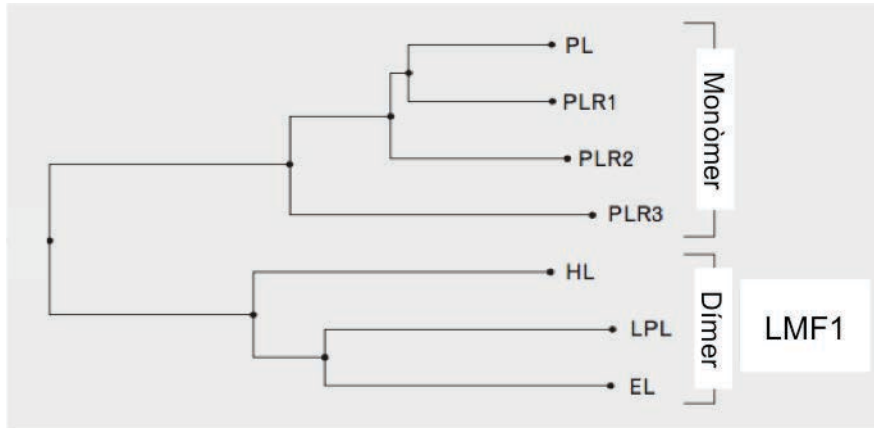 PL
PLR1
PLR2
PLR3
Monòmer
HL
LPL
EL
Dímer
LMF1